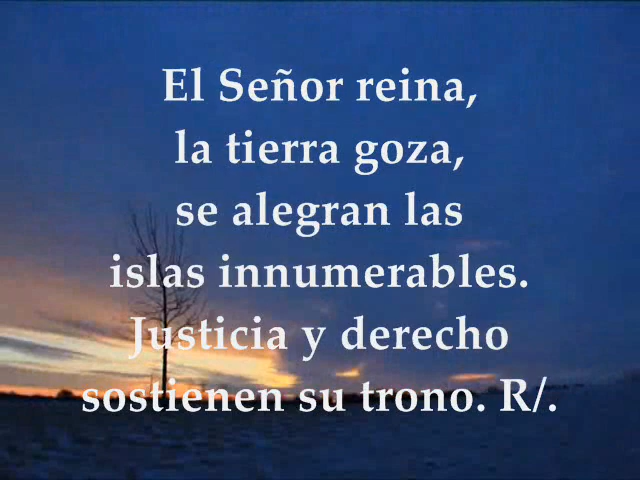 El Señor reina,
la tierra goza,
se alegran las
islas innumerables.
Justicia y derecho
sostienen su trono. R/.